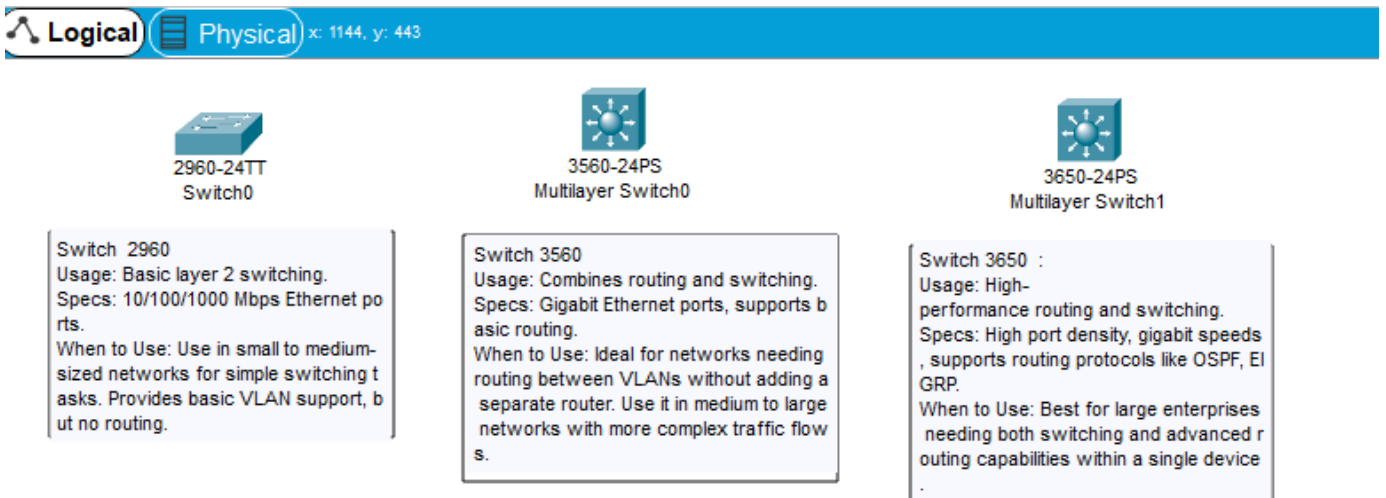 Logical Physical x: 1144, y: 443
2960-24TT
Switch0
3560-24PS
Multilayer Switch0
3650-24PS
Multilayer Switch1
Switch 2960
Usage: Basic layer 2 switching.
Specs: 10/100/1000 Mbps Ethernet po
rts.
When to Use: Use in small to medium-
sized networks for simple switching t
asks. Provides basic VLAN support, b
ut no routing.
Switch 3560
Usage: Combines routing and switching.
Specs: Gigabit Ethernet ports, supports b
asic routing.
When to Use: Ideal for networks needing
routing between VLANs without adding a
separate router. Use it in medium to large
networks with more complex traffic flow
s.
Switch 3650 :
Usage: High-
performance routing and switching.
Specs: High port density, gigabit speeds
, supports routing protocols like OSPF, EI
GRP.
When to Use: Best for large enterprises
needing both switching and advanced r
outing capabilities within a single device
.